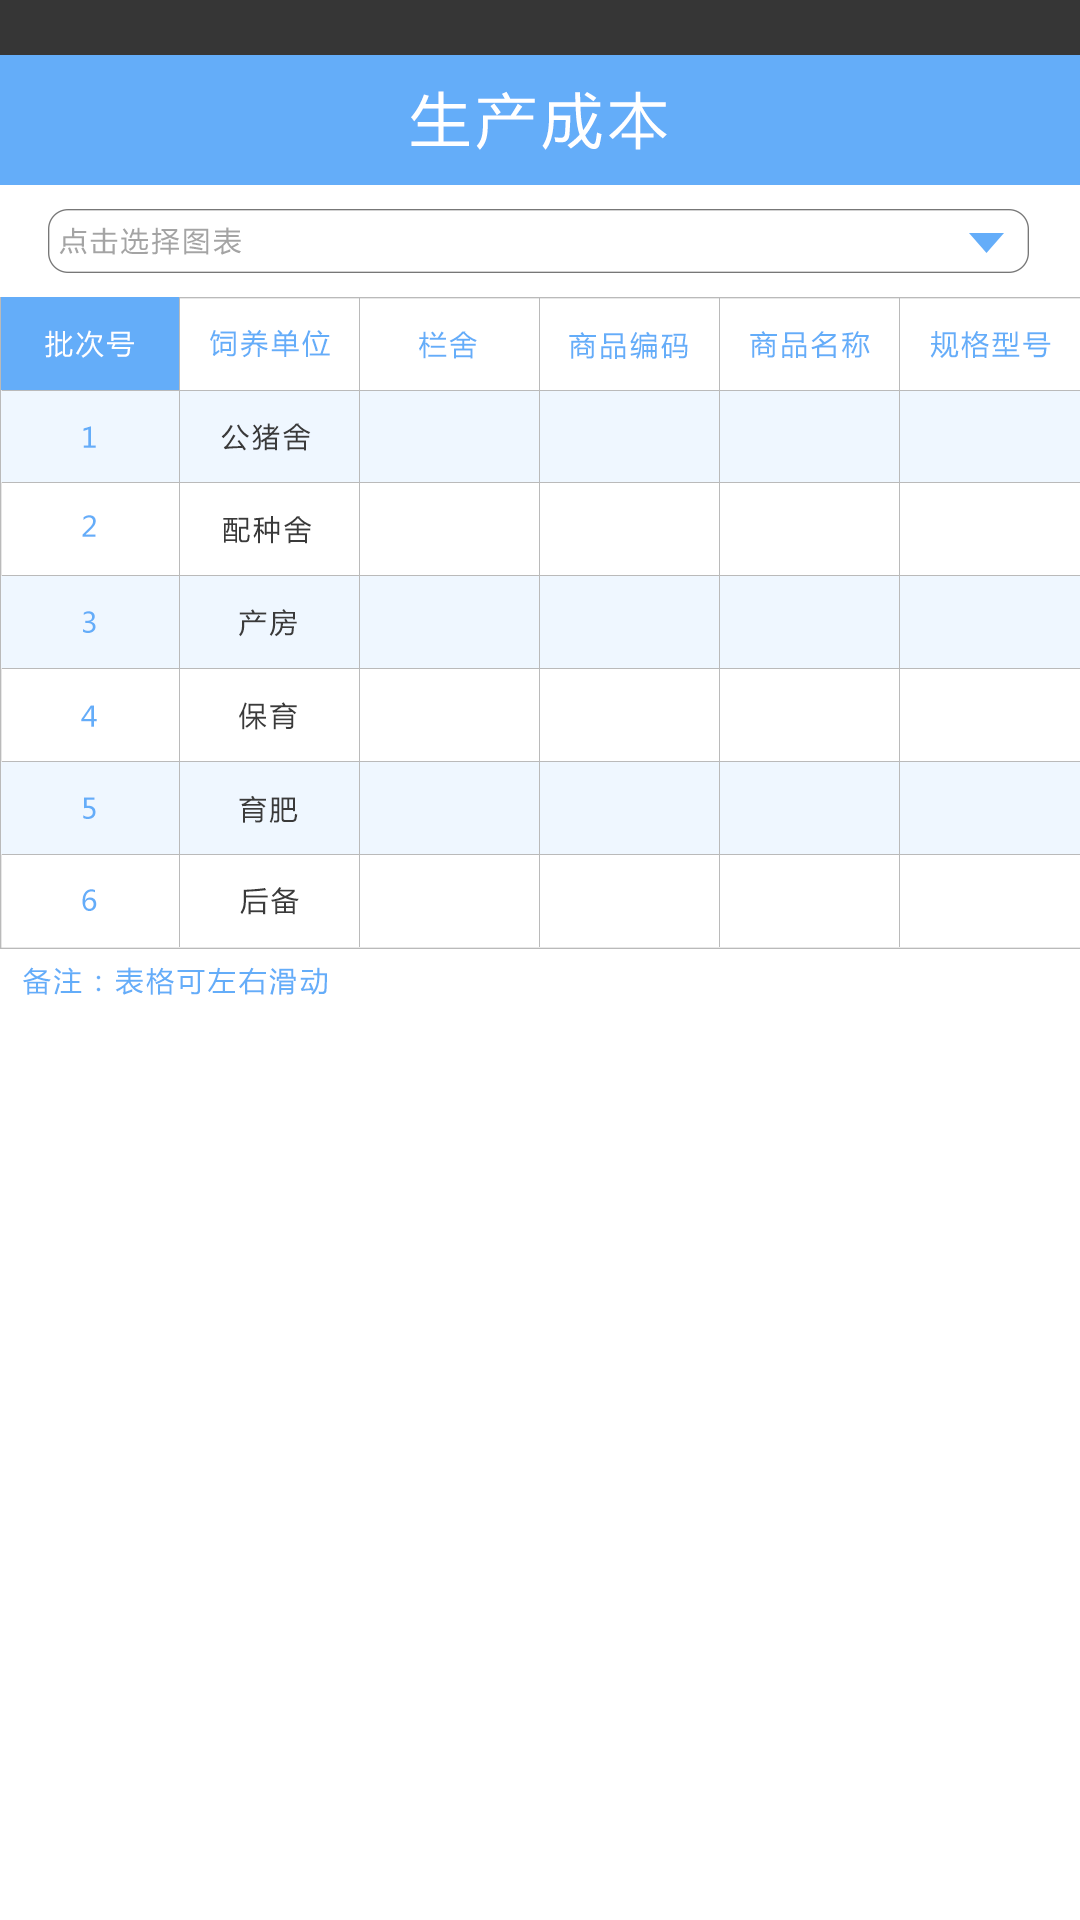 生产成本
点击选择图表
批次号 饲养单位 栏舍 商品编码 商品名称 规格型号
1 公猪舍
2 配种舍
3 产房
4 保育
5 育肥
6 后备
备注：表格可左右滑动